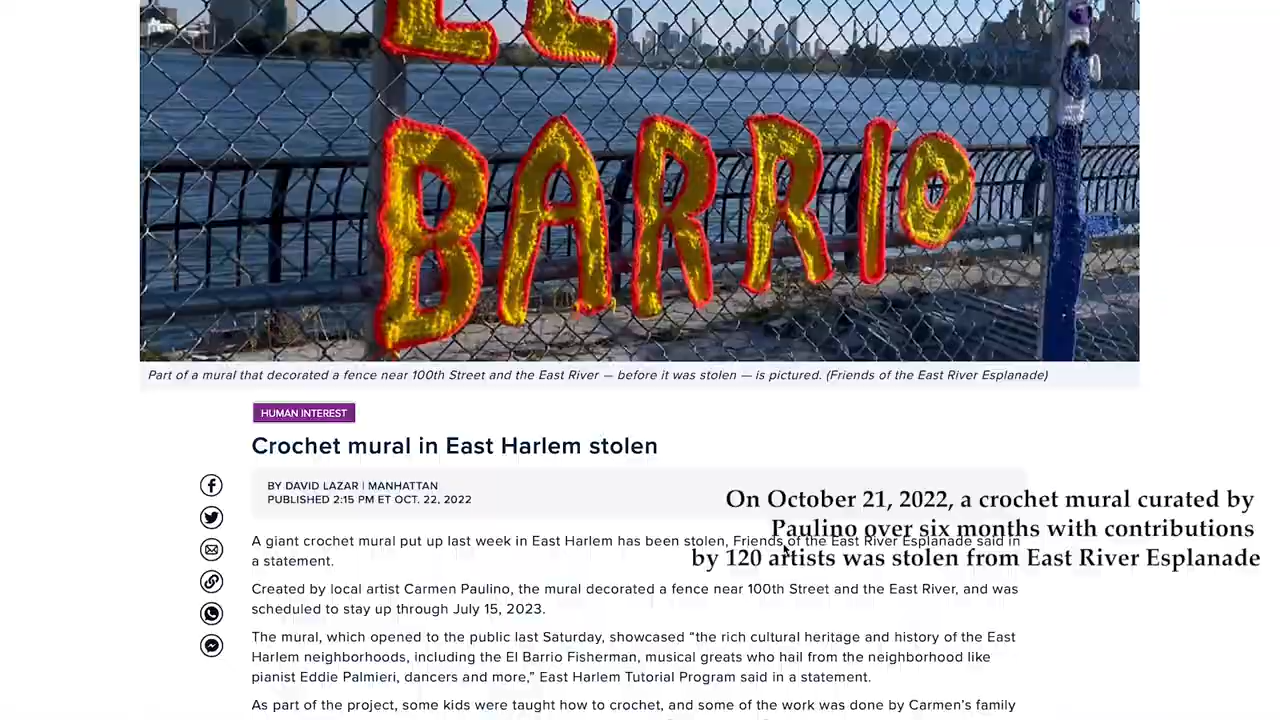 EL
BARRIO
Part of a mural that decorated a fence near 100th Street and the East River — before it was stolen — is pictured. (Friends of the East River Esplanade)
HUMAN INTEREST
Crochet mural in East Harlem stolen
BY DAVID LAZAR | MANHATTAN
PUBLISHED 2:15 PM ET OCT. 22, 2022
On October 21, 2022, a crochet mural curated by
Paulino over six months with contributions
by 120 artists was stolen from East River Esplanade
A giant crochet mural put up last week in East Harlem has been stolen, Friends of the East River Esplanade said in
a statement.
Created by local artist Carmen Paulino, the mural decorated a fence near 100th Street and the East River, and was
scheduled to stay up through July 15, 2023.
The mural, which opened to the public last Saturday, showcased “the rich cultural heritage and history of the East
Harlem neighborhoods, including the El Barrio Fisherman, musical greats who hail from the neighborhood like
pianist Eddie Palmieri, dancers and more,” East Harlem Tutorial Program said in a statement.
As part of the project, some kids were taught how to crochet, and some of the work was done by Carmen’s family